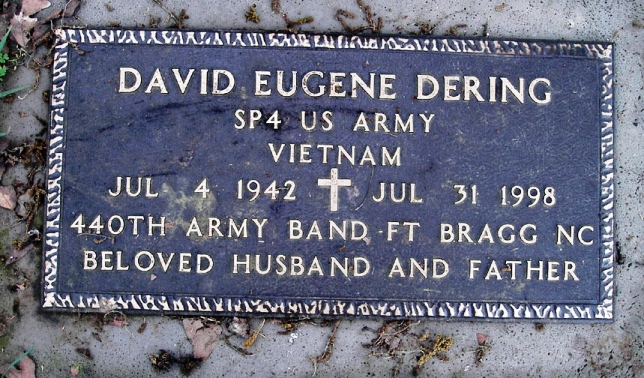 DAVID EUGENE DERING
SP4 US ARMY
VIETNAM
JUL 4 1942 ✝ JUL 31 1998
440TH ARMY BAND FT BRAGG NC
BELOVED HUSBAND AND FATHER